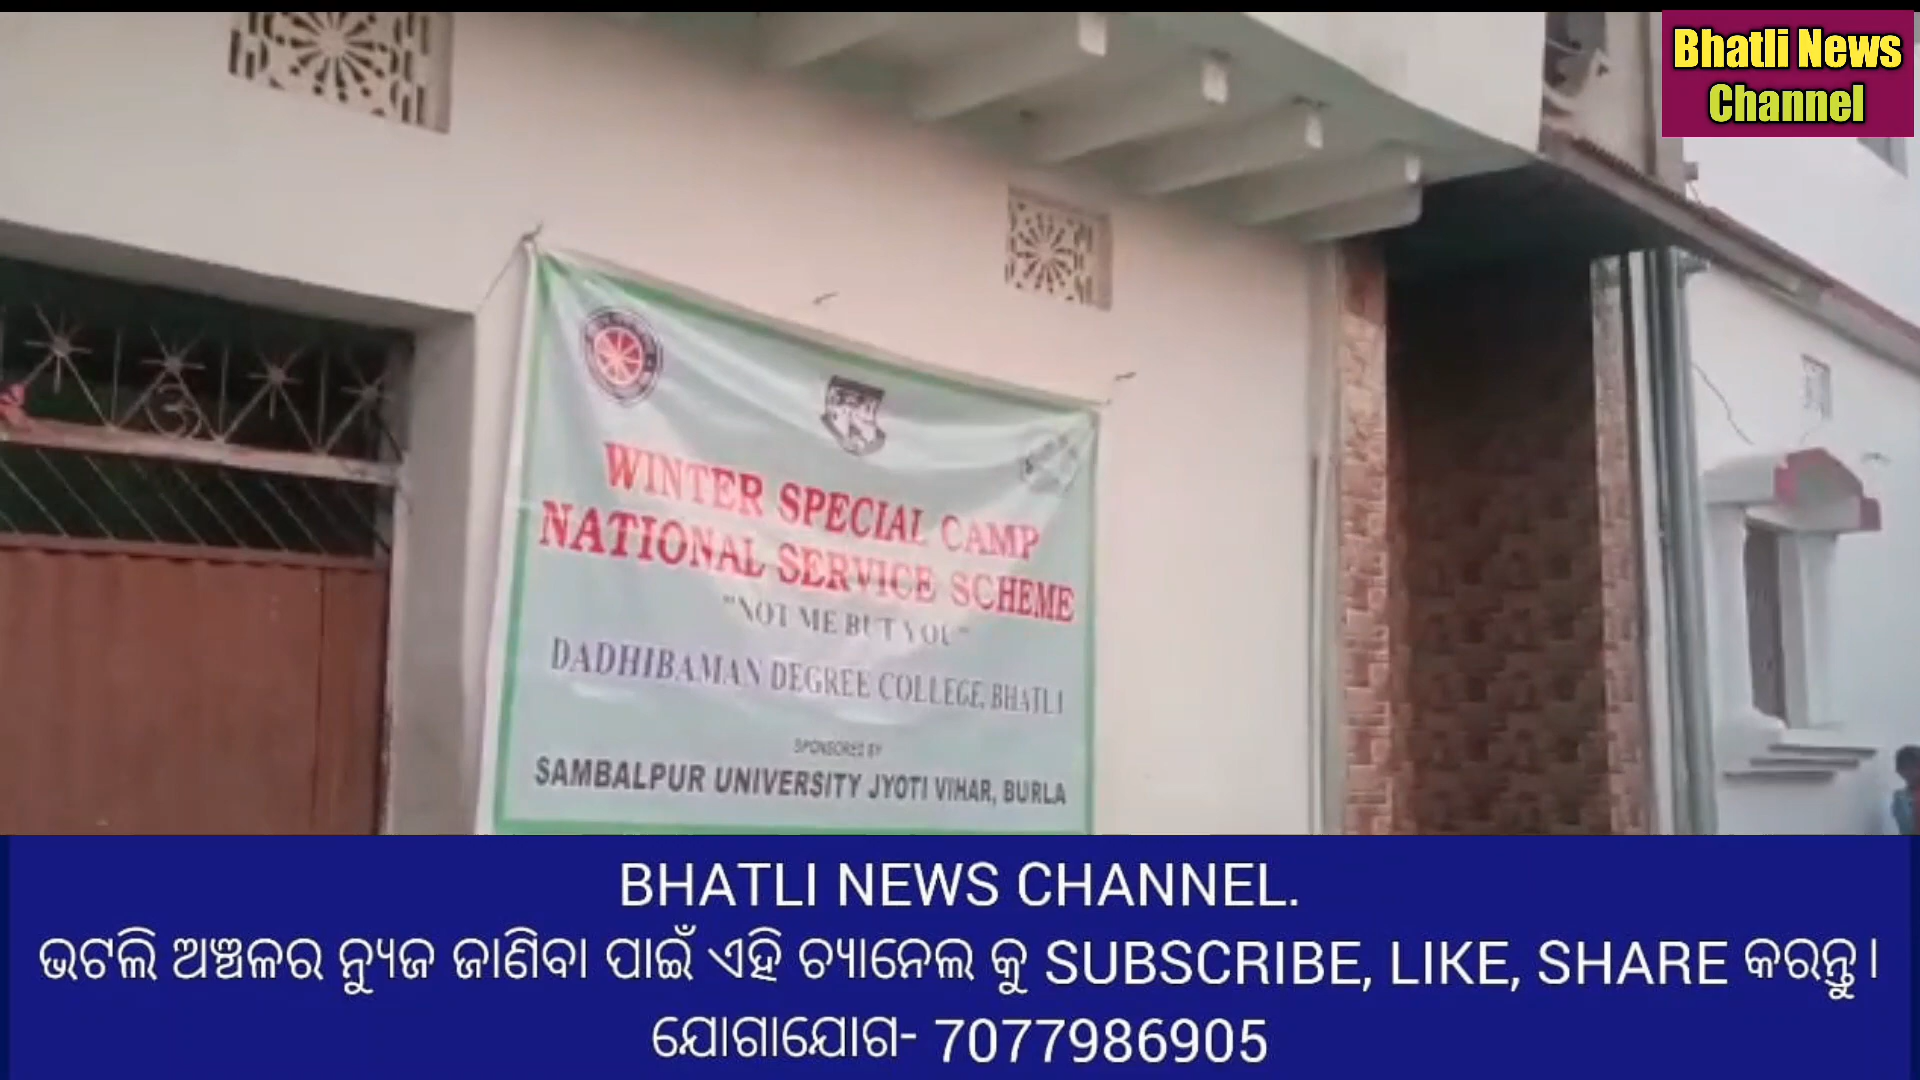 Bhatli News
Channel
WINTER SPECIAL CAMP
NATIONAL SERVICE SCHEME
"NOT ME BUT YOU"
DADHIBAMAN DEGREE COLLEGE, BHATLI
SPONSORED BY
SAMBALPUR UNIVERSITY JYOTI VIHAR, BURLA
BHATLI NEWS CHANNEL.
ଭଟଲି ଅଞ୍ଚଳର ନ୍ୟୁଜ ଜାଣିବା ପାଇଁ ଏହି ଚ୍ୟାନେଲ କୁ SUBSCRIBE, LIKE, SHARE କରନ୍ତୁ।
ଯୋଗାଯୋଗ- 7077986905